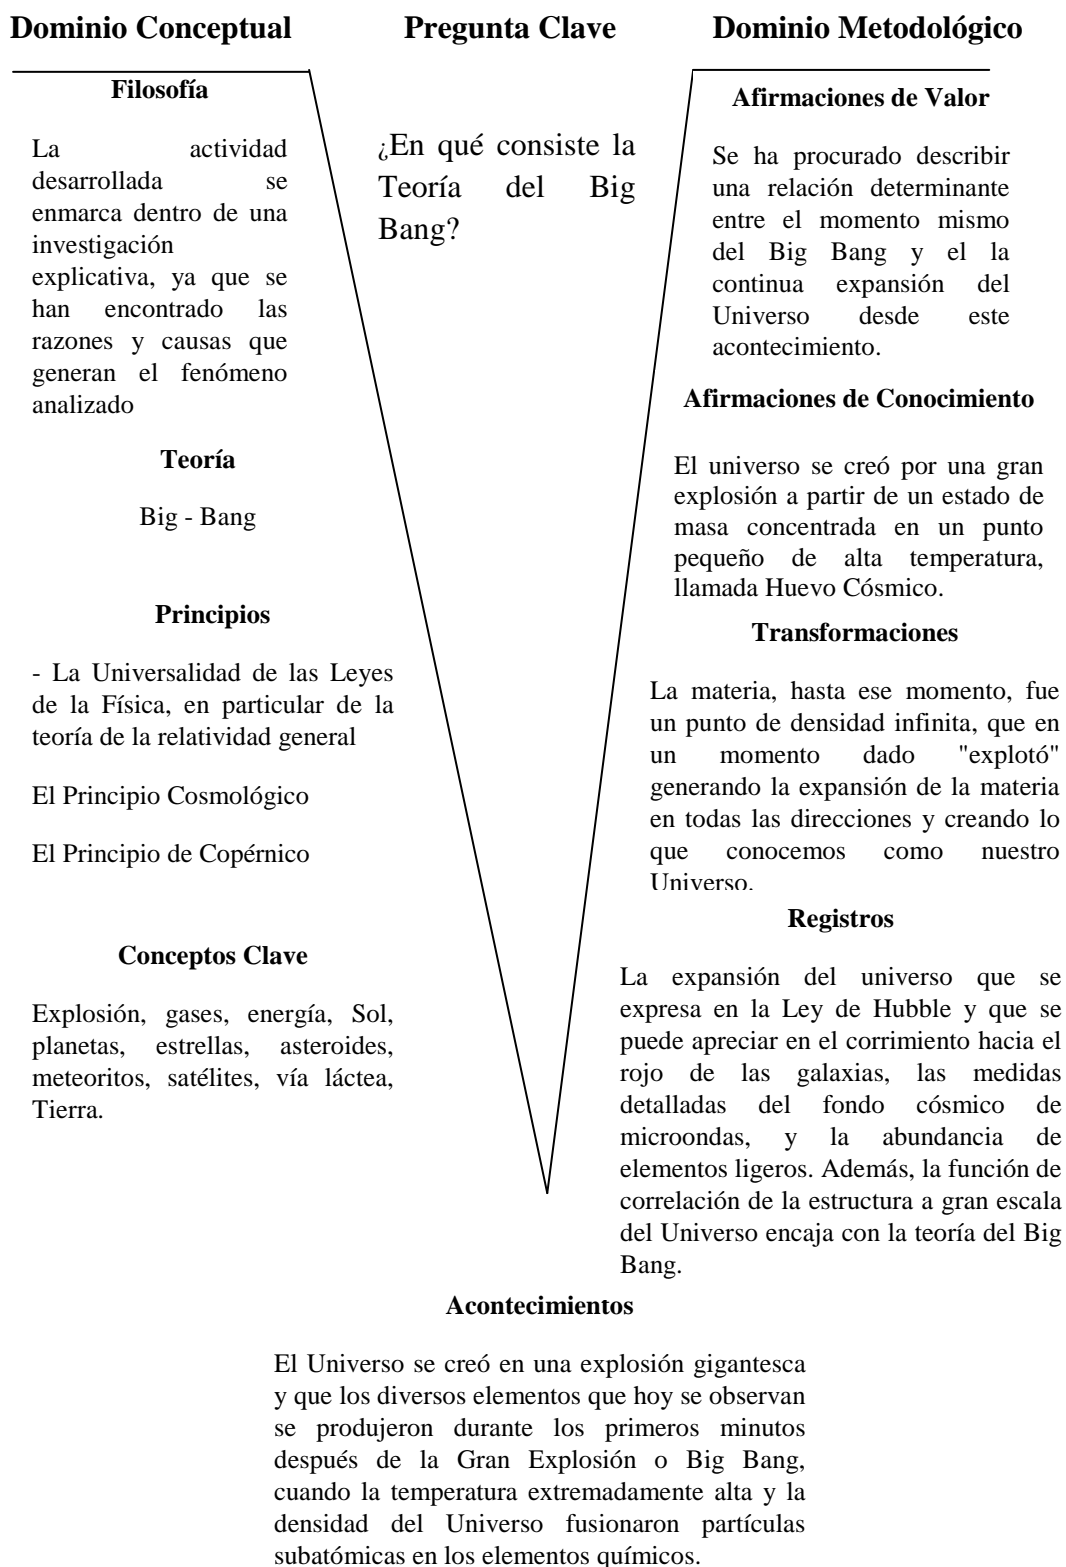 Dominio Conceptual
Pregunta Clave
Dominio Metodológico
Filosofía
La actividad
desarrollada se
enmarca dentro de una
investigación
explicativa, ya que se
han encontrado las
razones y causas que
generan el fenómeno
analizado
Teoría
Big - Bang
Principios
- La Universalidad de las Leyes
de la Física, en particular de la
teoría de la relatividad general
El Principio Cosmológico
El Principio de Copérnico
Conceptos Clave
Explosión, gases, energía, Sol,
planetas, estrellas, asteroides,
meteoritos, satélites, vía láctea,
Tierra.
¿En qué consiste la
Teoría del Big
Bang?
Afirmaciones de Valor
Se ha procurado describir
una relación determinante
entre el momento mismo
del Big Bang y el la
continua expansión del
Universo desde este
acontecimiento.
Afirmaciones de Conocimiento
El universo se creó por una gran
explosión a partir de un estado de
masa concentrada en un punto
pequeño de alta temperatura,
llamada Huevo Cósmico.
Transformaciones
La materia, hasta ese momento, fue
un punto de densidad infinita, que en
un momento dado "explotó"
generando la expansión de la materia
en todas las direcciones y creando lo
que conocemos como nuestro
Universo.
Registros
La expansión del universo que se
expresa en la Ley de Hubble y que se
puede apreciar en el corrimiento hacia el
rojo de las galaxias, las medidas
detalladas del fondo cósmico de
microondas, y la abundancia de
elementos ligeros. Además, la función de
correlación de la estructura a gran escala
del Universo encaja con la teoría del Big
Bang.
Acontecimientos
El Universo se creó en una explosión gigantesca
y que los diversos elementos que hoy se observan
se produjeron durante los primeros minutos
después de la Gran Explosión o Big Bang,
cuando la temperatura extremadamente alta y la
densidad del Universo fusionaron partículas
subatómicas en los elementos químicos.